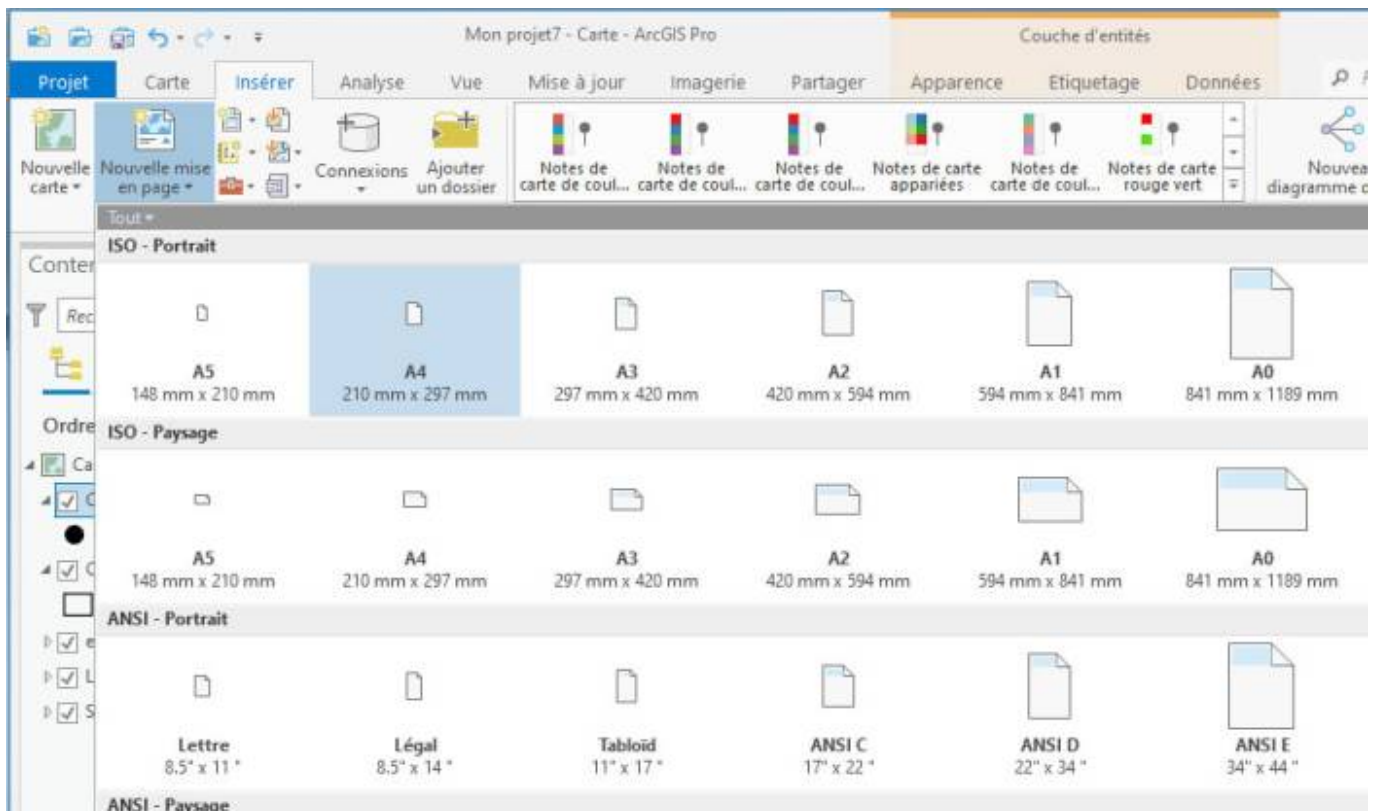 Mon projet7 - Carte - ArcGIS Pro
Couche d'entités
Projet Carte Insérer Analyse Vue Mise à jour Imagerie Partager Apparence Etiquetage Données
Nouvelle carte
Nouvelle mise en page
Connexions
Ajouter un dossier
Notes de carte de coul...
Notes de carte de coul...
Notes de carte de coul...
Notes de carte appariés
Notes de carte de coul...
Notes de carte rouge vert
Nouvea
diagramme d
Tout
Conter
Rec
Ordre
Ca
ISO - Portrait
A5 A4 A3 A2 A1 A0
148 mm x 210 mm 210 mm x 297 mm 297 mm x 420 mm 420 mm x 594 mm 594 mm x 841 mm 841 mm x 1189 mm
ISO - Paysage
A5 A4 A3 A2 A1 A0
148 mm x 210 mm 210 mm x 297 mm 297 mm x 420 mm 420 mm x 594 mm 594 mm x 841 mm 841 mm x 1189 mm
ANSI - Portrait
Lettre Légal Tabloïd ANSI C ANSI D ANSI E
8.5" x 11 " 8.5" x 14 " 11" x 17 " 17" x 22 " 22" x 34 " 34" x 44 "
ANSI - Paysage